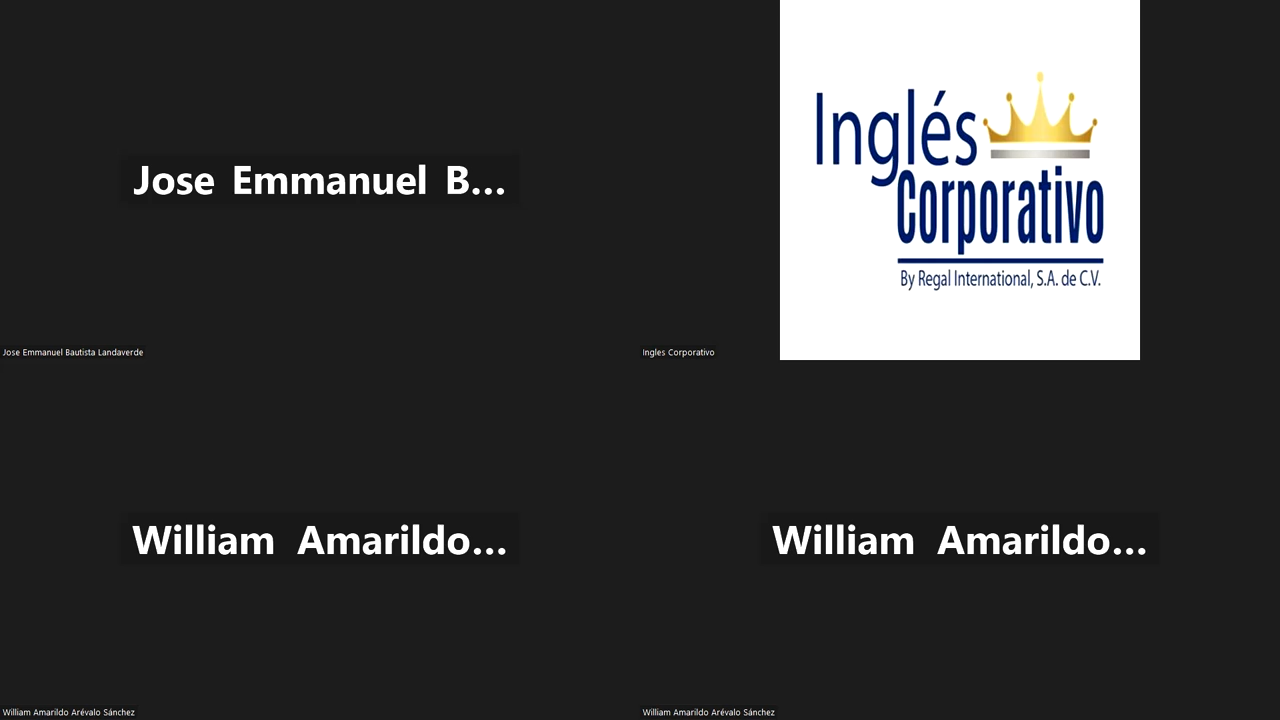 Jose Emmanuel B...
Jose Emmanuel Bautista Landaverde
Inglés
Corporativo
By Regal International, S.A. de C.V.
Ingles Corporativo
William Amarildo...
William Amarildo Arévalo Sánchez
William Amarildo...
William Amarildo Arévalo Sánchez